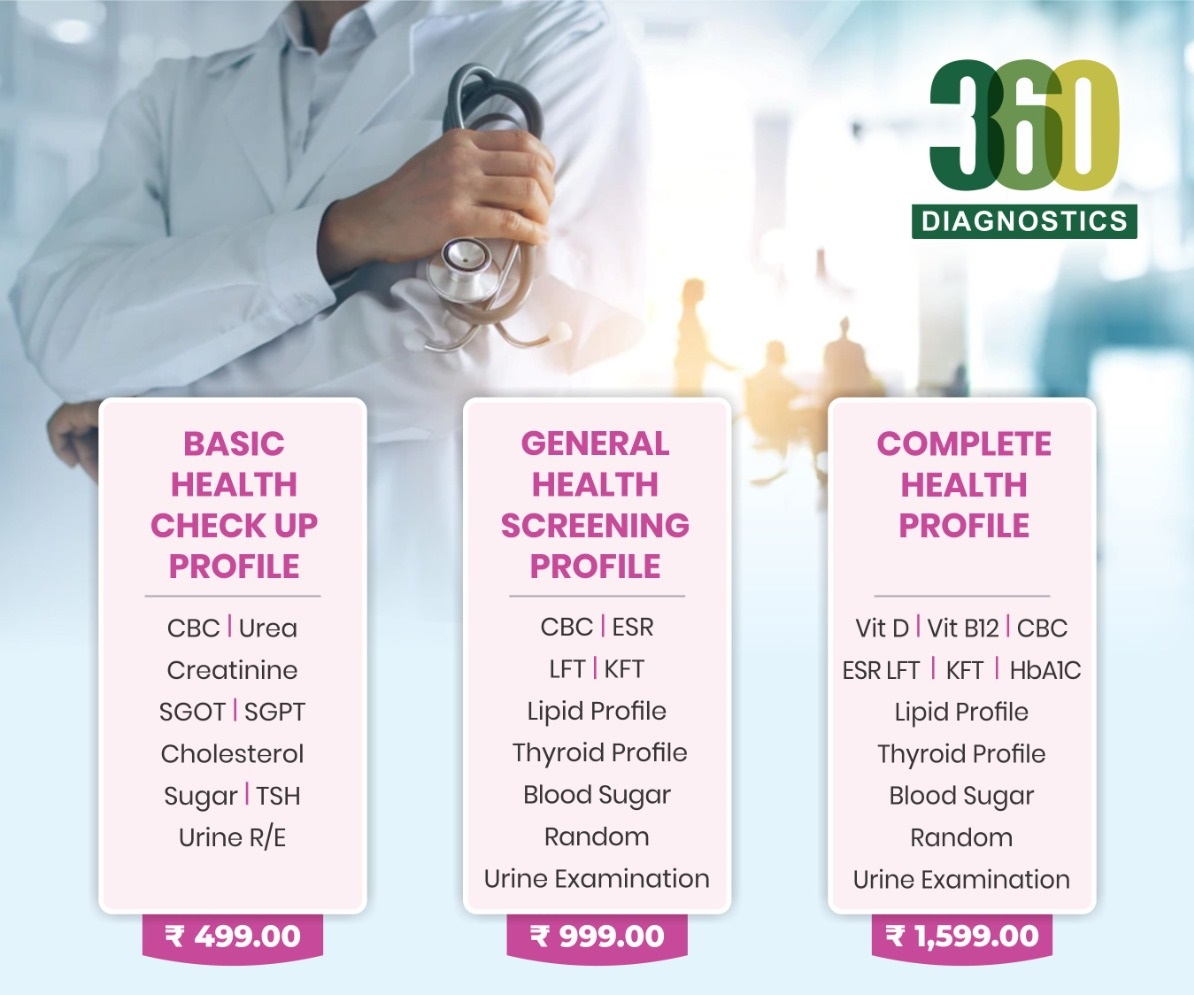 360
DIAGNOSTICS
BASIC
HEALTH
CHECK UP
PROFILE
CBC | Urea
Creatinine
SGOT | SGPT
Cholesterol
Sugar | TSH
Urine R/E
₹ 499.00
GENERAL
HEALTH
SCREENING
PROFILE
CBC | ESR
LFT | KFT
Lipid Profile
Thyroid Profile
Blood Sugar
Random
Urine Examination
₹ 999.00
COMPLETE
HEALTH
PROFILE
Vit D | Vit B12 | CBC
ESR LFT | KFT | HbA1C
Lipid Profile
Thyroid Profile
Blood Sugar
Random
Urine Examination
₹ 1,599.00